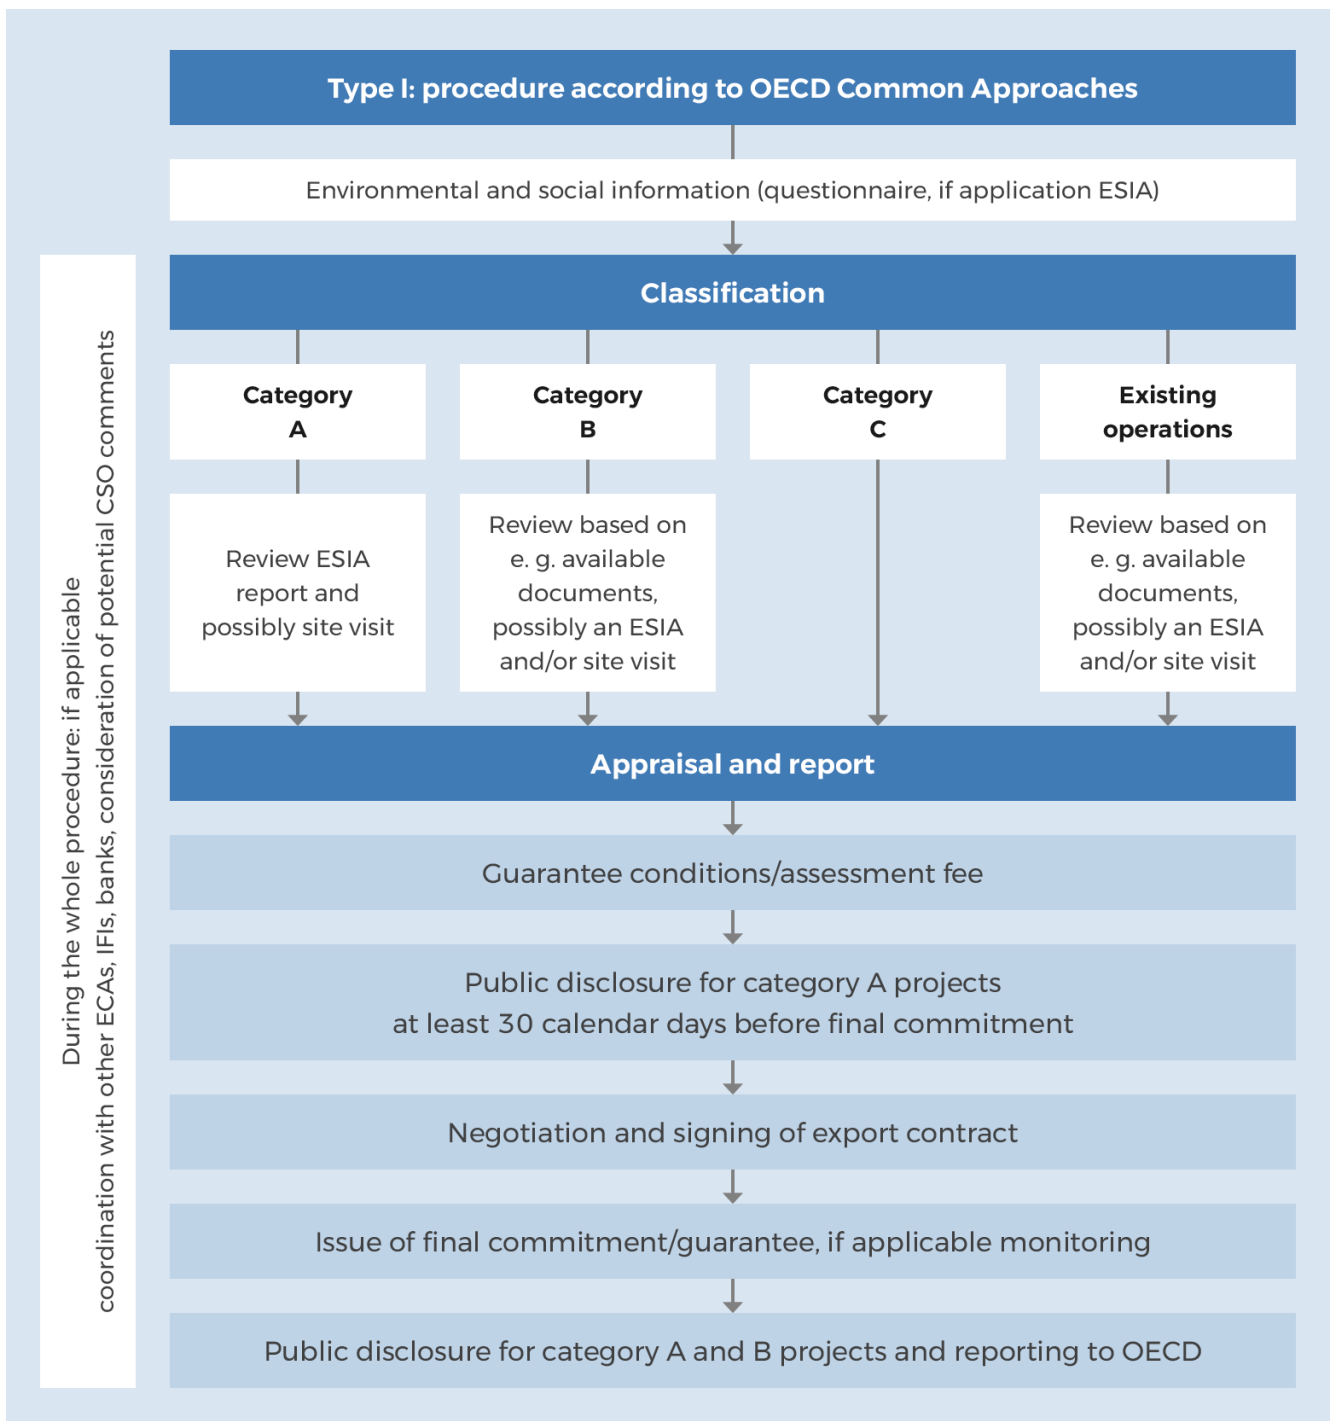 Type I: procedure according to OECD Common Approaches
Environmental and social information (questionnaire, if application ESIA)
Classification
Category
A
Category
B
Category
C
Existing
operations
Review ESIA
report and
possibly site visit
Review based on
e. g. available
documents,
possibly an ESIA
and/or site visit
Review based on
e. g. available
documents,
possibly an ESIA
and/or site visit
Appraisal and report
Guarantee conditions/assessment fee
Public disclosure for category A projects
at least 30 calendar days before final commitment
Negotiation and signing of export contract
Issue of final commitment/guarantee, if applicable monitoring
Public disclosure for category A and B projects and reporting to OECD
During the whole procedure: if applicable
coordination with other ECAs, IFIs, banks, consideration of potential CSO comments